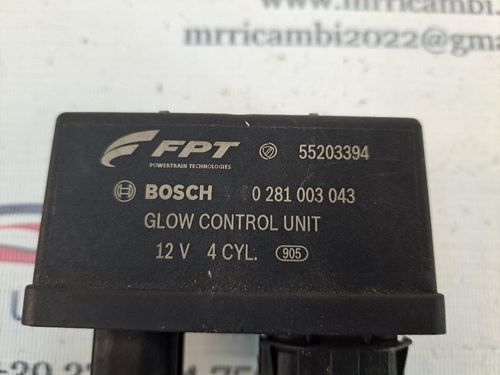 mrricambi2022@gma
FPT 55203394
POWERTRAIN TECHNOLOGIES
BOSCH 0 281 003 043
GLOW CONTROL UNIT
12 V 4 CYL. 905